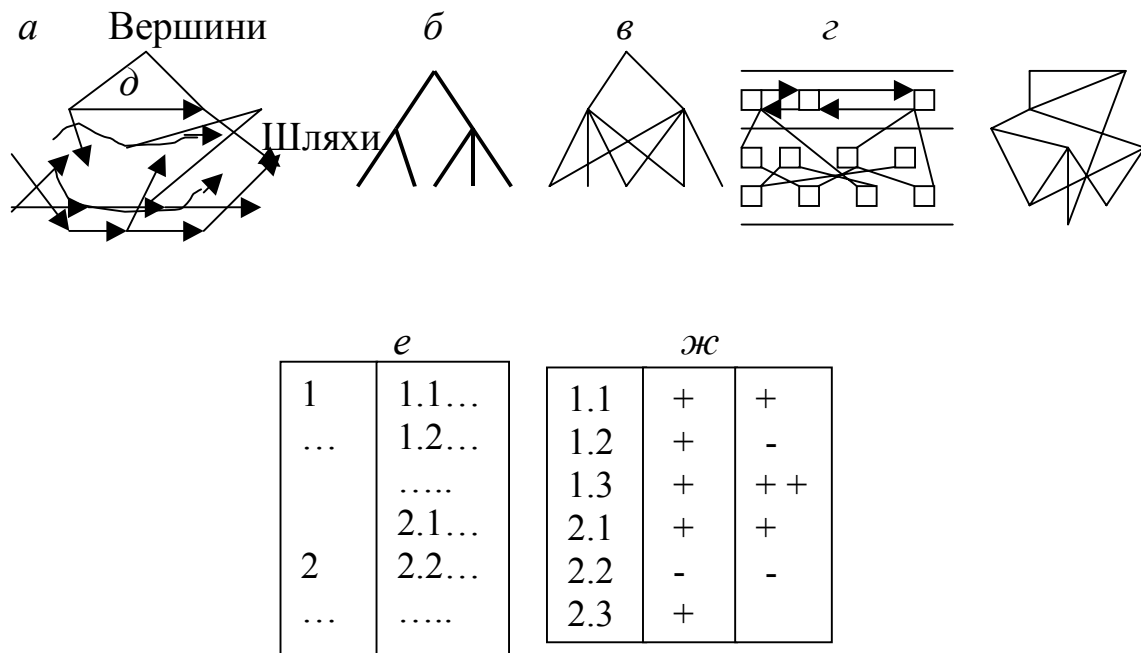 а Вершини б в г
д
Шляхи
е ж
1 1.1…
… 1.2…
…..
2.1…
2 2.2…
… …..
1.1 + +
1.2 + -
1.3 + + +
2.1 + +
2.2 - -
2.3 +